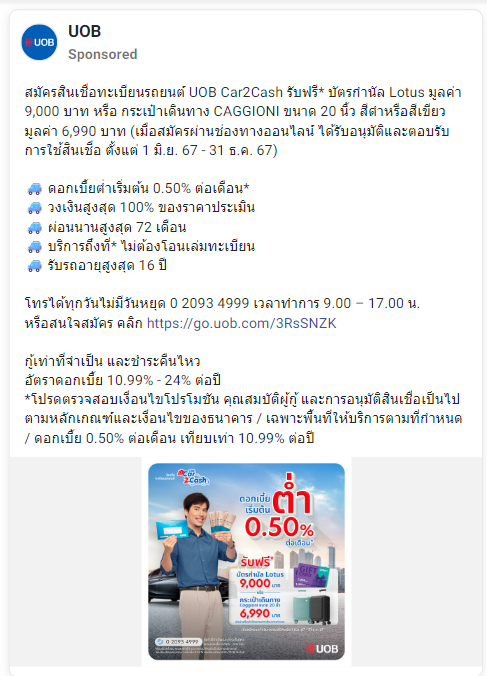 UOB
UOB
Sponsored
สมัครสินเชื่อทะเบียนรถยนต์ UOB Car2Cash รับฟรี* บัตรกำนัล Lotus มูลค่า
9,000 บาท หรือ กระเป๋าเดินทาง CAGGIONI ขนาด 20 นิ้ว สีดำหรือสีเขียว
มูลค่า 6,990 บาท (เมื่อสมัครผ่านช่องทางออนไลน์ ได้รับอนุมัติและตอบรับ
การใช้สินเชื่อ ตั้งแต่ 1 มิ.ย. 67 - 31 ธ.ค. 67)
ดอกเบี้ยต่ำเริ่มต้น 0.50% ต่อเดือน*
วงเงินสูงสุด 100% ของราคาประเมิน
ผ่อนนานสูงสุด 72 เดือน
บริการถึงที่* ไม่ต้องโอนเล่มทะเบียน
รับรถอายุสูงสุด 16 ปี
โทรได้ทุกวันไม่มีวันหยุด 0 2093 4999 เวลาทำการ 9.00 – 17.00 น.
หรือสนใจสมัคร คลิก https://go.uob.com/3RsSNZK
กู้เท่าที่จำเป็น และชำระคืนไหว
อัตราดอกเบี้ย 10.99% - 24% ต่อปี
*โปรดตรวจสอบเงื่อนไขโปรโมชัน คุณสมบัติผู้กู้ และการอนุมัติสินเชื่อเป็นไป
ตามหลักเกณฑ์และเงื่อนไขของธนาคาร / เฉพาะพื้นที่ให้บริการตามที่กำหนด
/ ดอกเบี้ย 0.50% ต่อเดือน เทียบเท่า 10.99% ต่อปี
Car
2Cash
ดอกเบี้ย
เริ่มต้น
ต่ำ
0.50%
ต่อเดือน*
รับฟรี*
บัตรกำนัล Lotus
9,000 บาท
หรือ
กระเป๋าเดินทาง
Caggioni ขนาด 20 นิ้ว
6,990 บาท
0 2093 4999
UOB